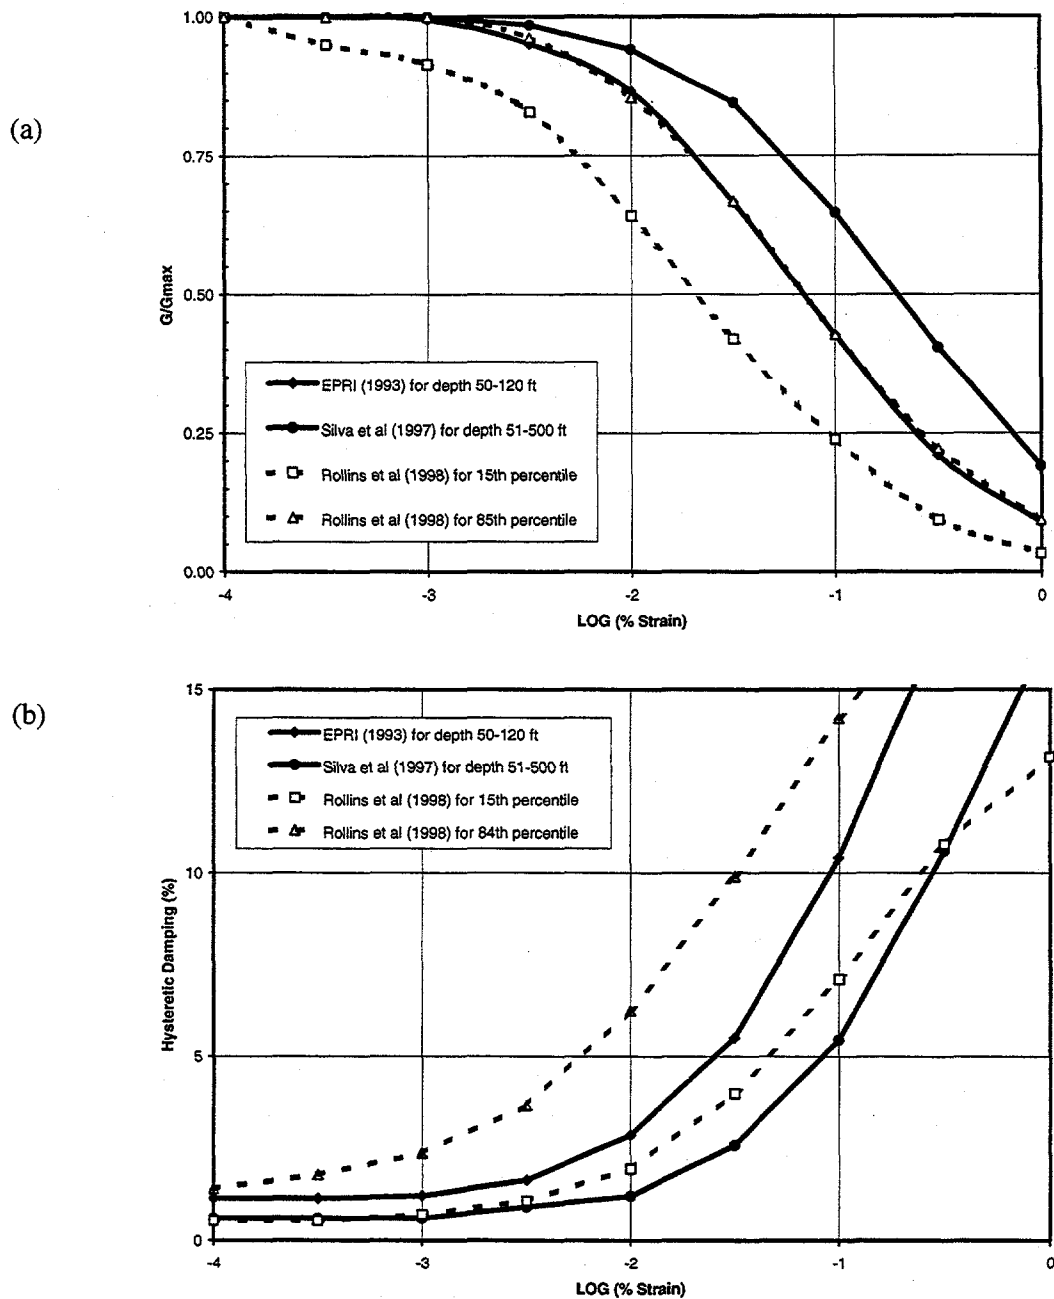 (a)
1.00
0.75
0.50
0.25
0.00
G/Gmax
EPRI (1993) for depth 50-120 ft
Silva et al (1997) for depth 51-500 ft
Rollins et al (1998) for 15th percentile
Rollins et al (1998) for 85th percentile
-4
-3
-2
-1
0
LOG (% Strain)
(b)
15
10
5
0
Hysteretic Damping (%)
EPRI (1993) for depth 50-120 ft
Silva et al (1997) for depth 51-500 ft
Rollins et al (1998) for 15th percentile
Rollins et al (1998) for 84th percentile
-4
-3
-2
-1
0
LOG (% Strain)